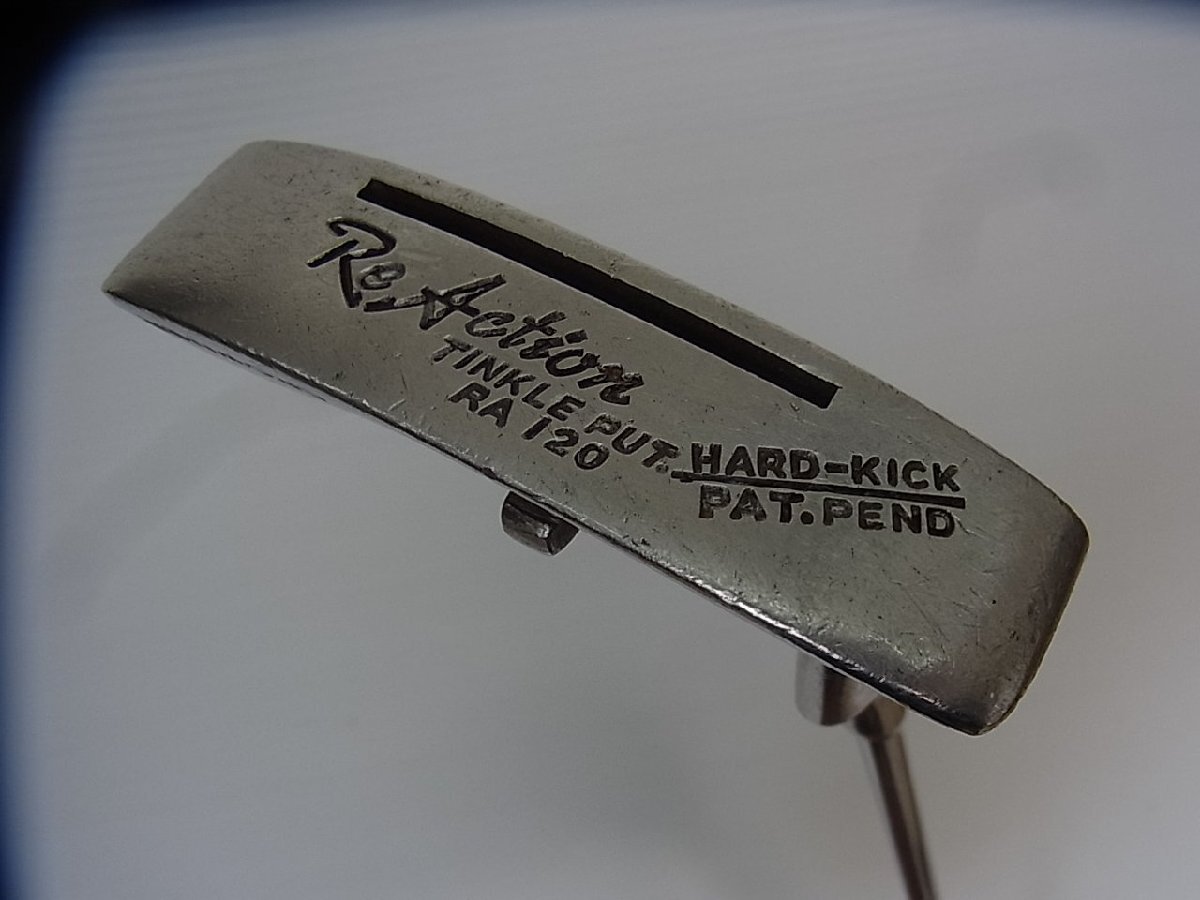 Re.Action
TINKLE PUT.
RA 120
HARD-KICK
PAT.PEND